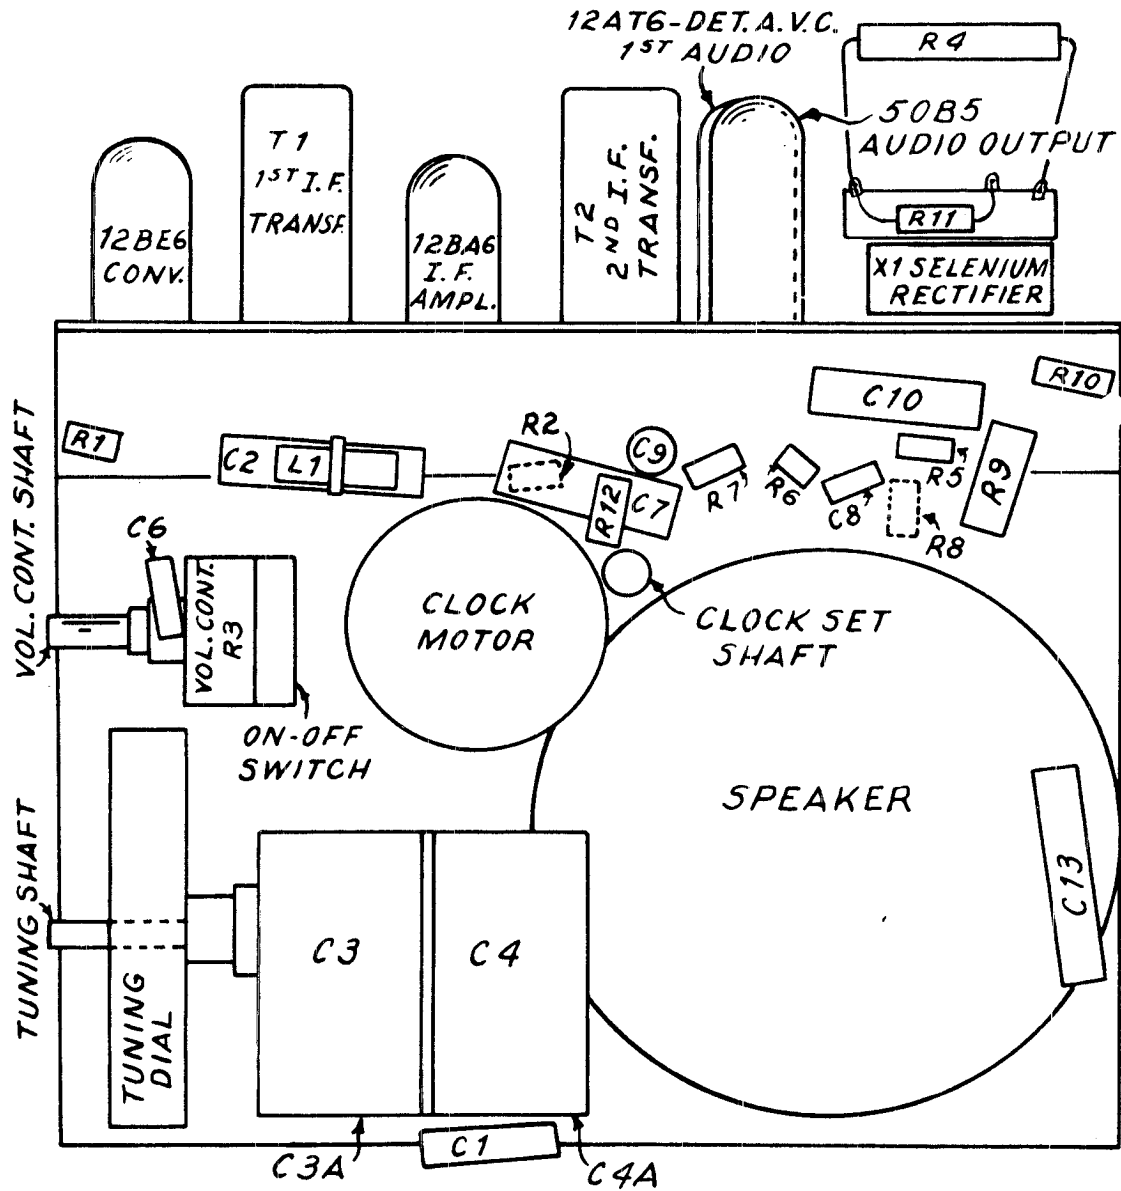 12AT6-DET. A.V.C.
1ST AUDIO
R4
50B5
AUDIO OUTPUT
T1
1ST I.F.
TRANSF.
T2
2ND I.F.
TRANSF.
12BE6
CONV.
12BA6
I.F.
AMPL.
R11
X1 SELENIUM
RECTIFIER
R10
C10
R1
C2
L1
R2
C9
R7
R6
C8
R5
R9
R12
C7
R8
VOL. CONT. SHAFT
C6
VOL. CONT.
R3
CLOCK
MOTOR
CLOCK SET
SHAFT
ON-OFF
SWITCH
SPEAKER
TUNING SHAFT
TUNING
DIAL
C3
C4
C13
C3A
C1
C4A